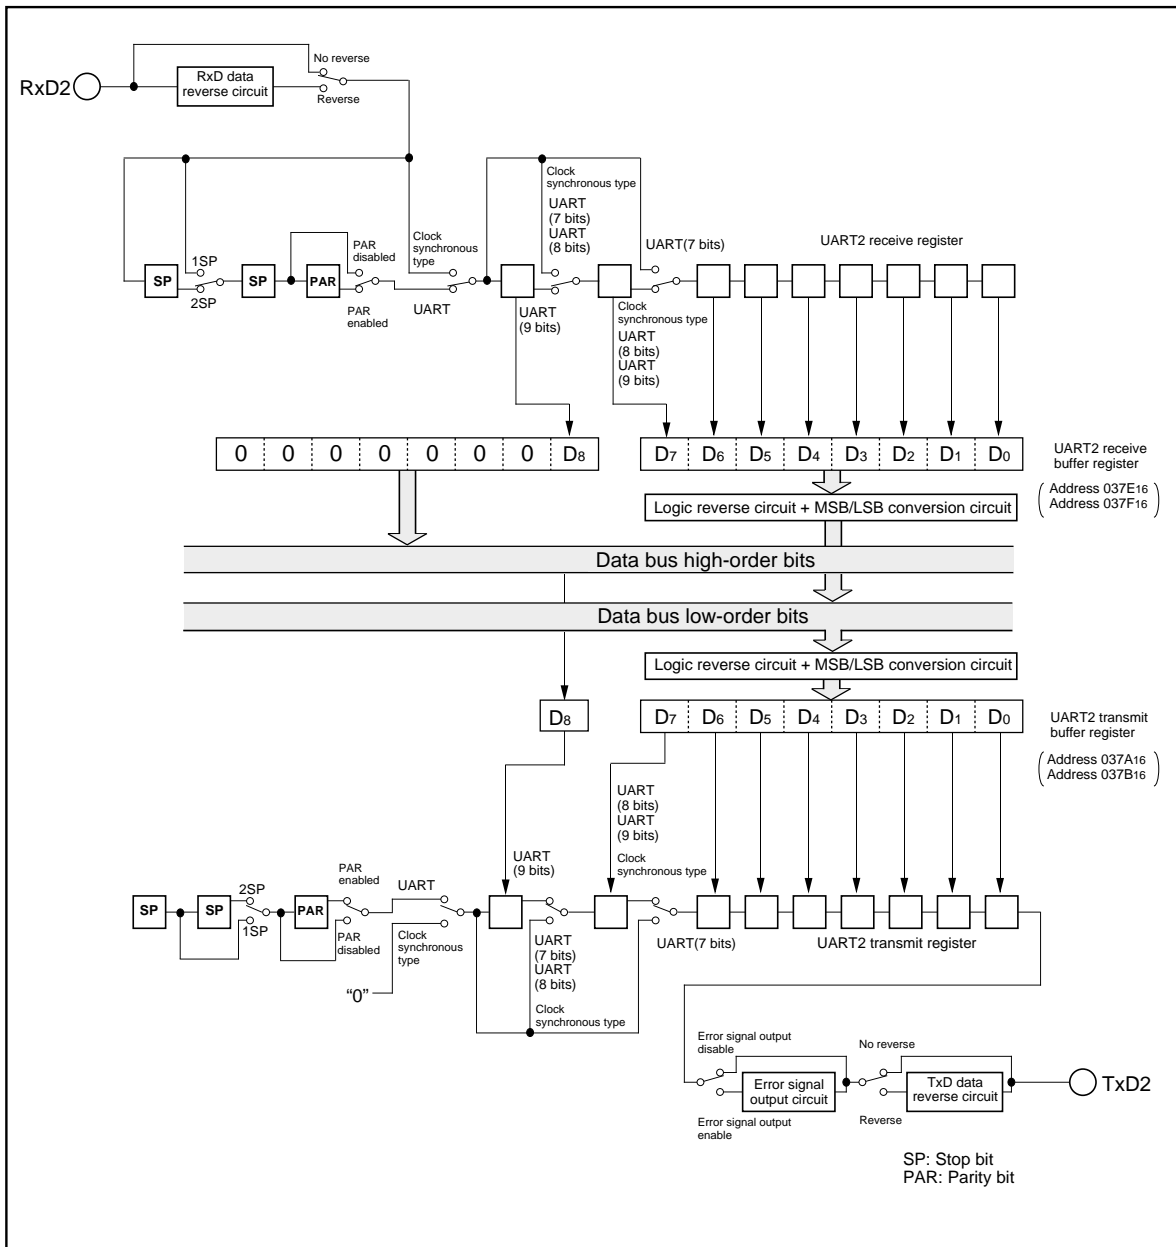 No reverse
RxD2
RxD data
reverse circuit
Reverse
Clock
synchronous type
UART
(7 bits)
UART
(8 bits)
1SP
PAR
disabled
Clock
synchronous
type
UART(7 bits)
UART2 receive register
SP
SP
PAR
2SP
PAR
enabled
UART
UART
(9 bits)
Clock
synchronous type
UART
(8 bits)
UART
(9 bits)
0 0 0 0 0 0 0 D8
D7 D6 D5 D4 D3 D2 D1 D0
UART2 receive
buffer register
Address 037E16
Address 037F16
Logic reverse circuit + MSB/LSB conversion circuit
Data bus high-order bits
Data bus low-order bits
Logic reverse circuit + MSB/LSB conversion circuit
D8
D7 D6 D5 D4 D3 D2 D1 D0
UART2 transmit
buffer register
Address 037A16
Address 037B16
UART
(8 bits)
UART
(9 bits)
Clock
synchronous type
UART
(9 bits)
PAR
enabled
UART
2SP
SP
SP
PAR
1SP
PAR
disabled
Clock
synchronous
type
"0"
UART
(7 bits)
UART
(8 bits)
Clock
synchronous type
UART(7 bits)
UART2 transmit register
Error signal output
disable
No reverse
Error signal
output circuit
TxD data
reverse circuit
TxD2
Error signal output
enable
Reverse
SP: Stop bit
PAR: Parity bit